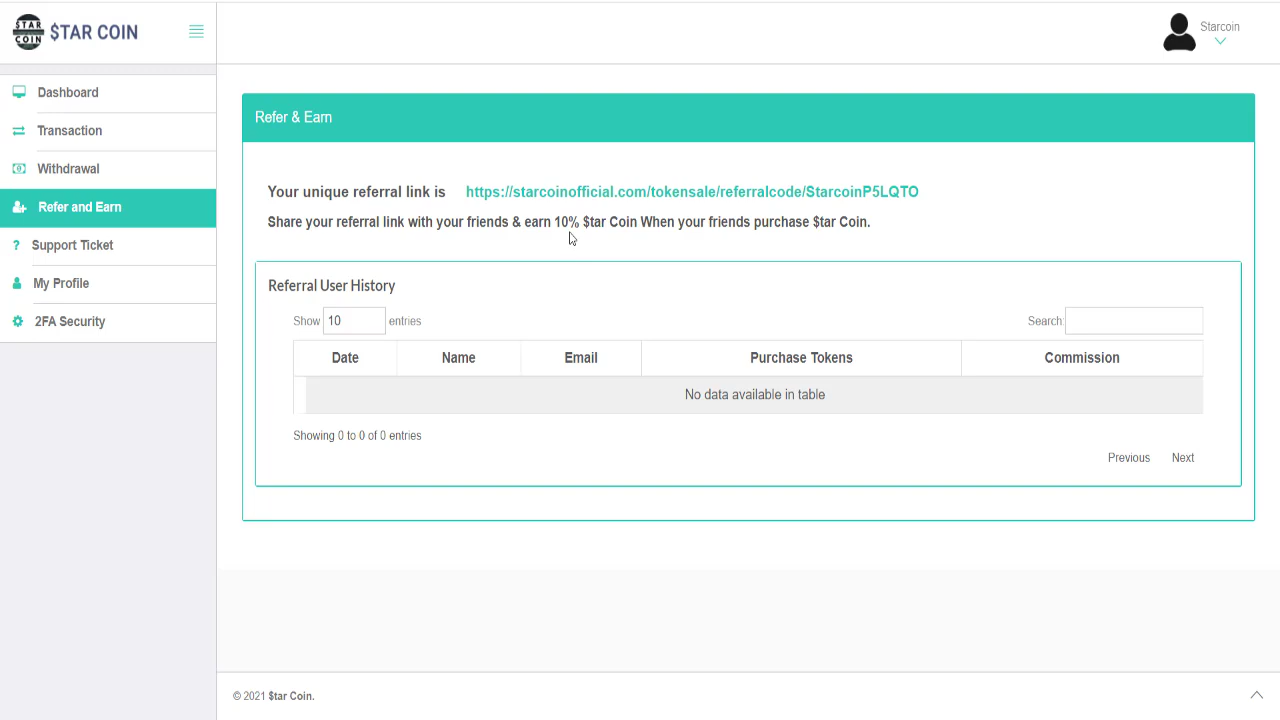 STAR
COIN
$TAR COIN
Starcoin
Dashboard
Transaction
Withdrawal
Refer and Earn
Support Ticket
My Profile
2FA Security
Refer & Earn
Your unique referral link is https://starcoinofficial.com/tokensale/referralcode/StarcoinP5LQTO
Share your referral link with your friends & earn 10% $tar Coin When your friends purchase $tar Coin.
Referral User History
Show 10 entries Search:
Date Name Email Purchase Tokens Commission
No data available in table
Showing 0 to 0 of 0 entries
Previous Next
© 2021 $tar Coin.